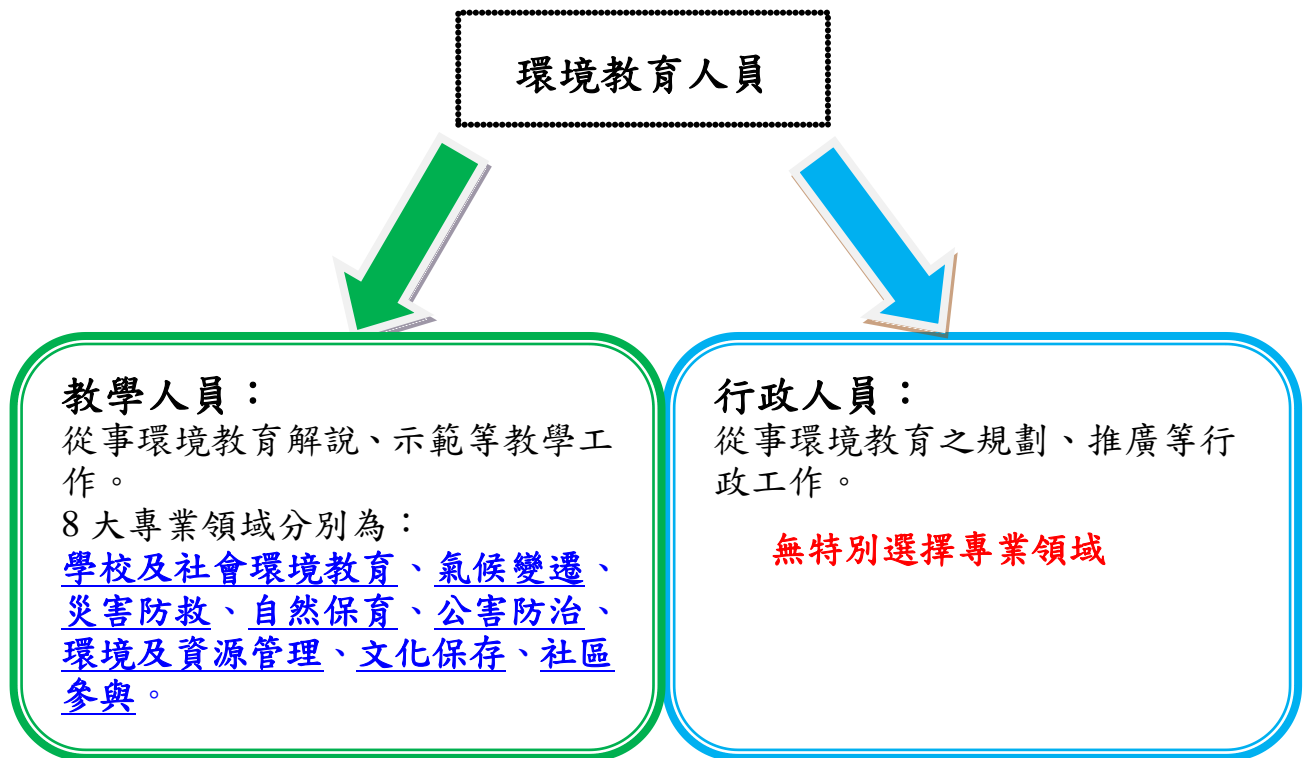 環境教育人員
教學人員：
從事環境教育解說、示範等教學工
作。
8 大專業領域分別為：
學校及社會環境教育、氣候變遷、
災害防救、自然保育、公害防治、
環境及資源管理、文化保存、社區
參與。
行政人員：
從事環境教育之規劃、推廣等行
政工作。
無特別選擇專業領域